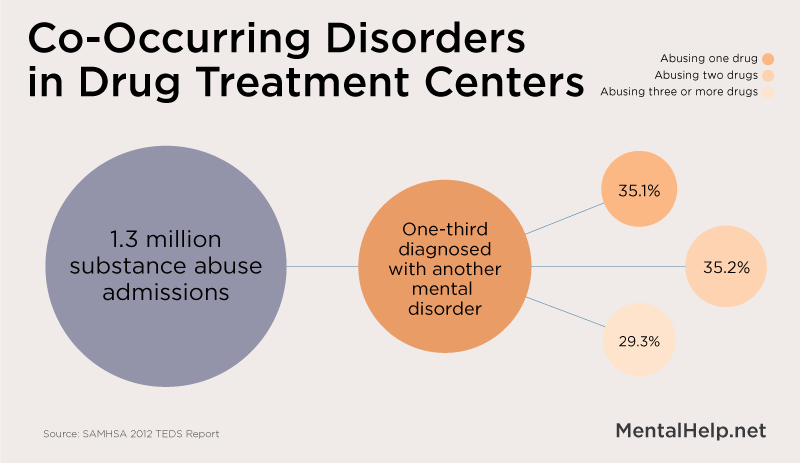 Co-Occurring Disorders
in Drug Treatment Centers
Abusing one drug
Abusing two drugs
Abusing three or more drugs
1.3 million
substance abuse
admissions
One-third
diagnosed
with another
mental
disorder
35.1%
35.2%
29.3%
Source: SAMHSA 2012 TEDS Report
MentalHelp.net